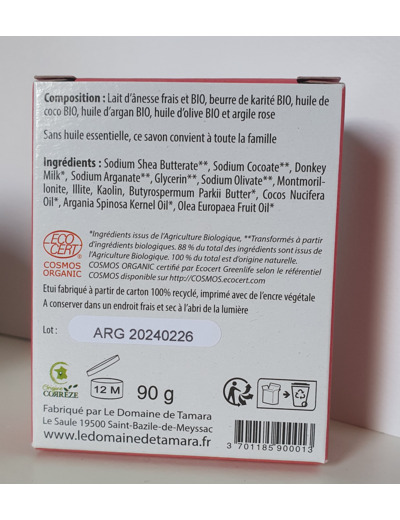 Composition : Lait d'ânesse frais et BIO, beurre de karité BIO, huile de
coco BIO, huile d'argan BIO, huile d'olive BIO et argile rose
Sans huile essentielle, ce savon convient à toute la famille
Ingrédients : Sodium Shea Butterate**, Sodium Cocoate**, Donkey
Milk*, Sodium Arganate**, Glycerin**, Sodium Olivate**, Montmoril-
lonite, Illite, Kaolin, Butyrospermum Parkii Butter*, Cocos Nucifera
Oil*, Argania Spinosa Kernel Oil*, Olea Europaea Fruit Oil*
ECO
CERT
COSMOS
ORGANIC
*Ingrédients issus de l'Agriculture Biologique, **Transformés à partir
d'ingrédients biologiques. 88 % du total des ingrédients sont issus de
l'Agriculture Biologique. 100 % du total est d'origine naturelle.
COSMOS ORGANIC certifié par Ecocert Greenlife selon le référentiel
COSMOS disponible sur http://COSMOS.ecocert.com
Etui fabriqué à partir de carton 100% recyclé, imprimé avec de l'encre végétale
A conserver dans un endroit frais et sec à l'abri de la lumière
Lot : ARG 20240226
Origine
CORRÈZE
12 M
90 g
Fabriqué par Le Domaine de Tamara
Le Saule 19500 Saint-Bazile-de-Meyssac
www.ledomainedetamara.fr
3 701185 900013